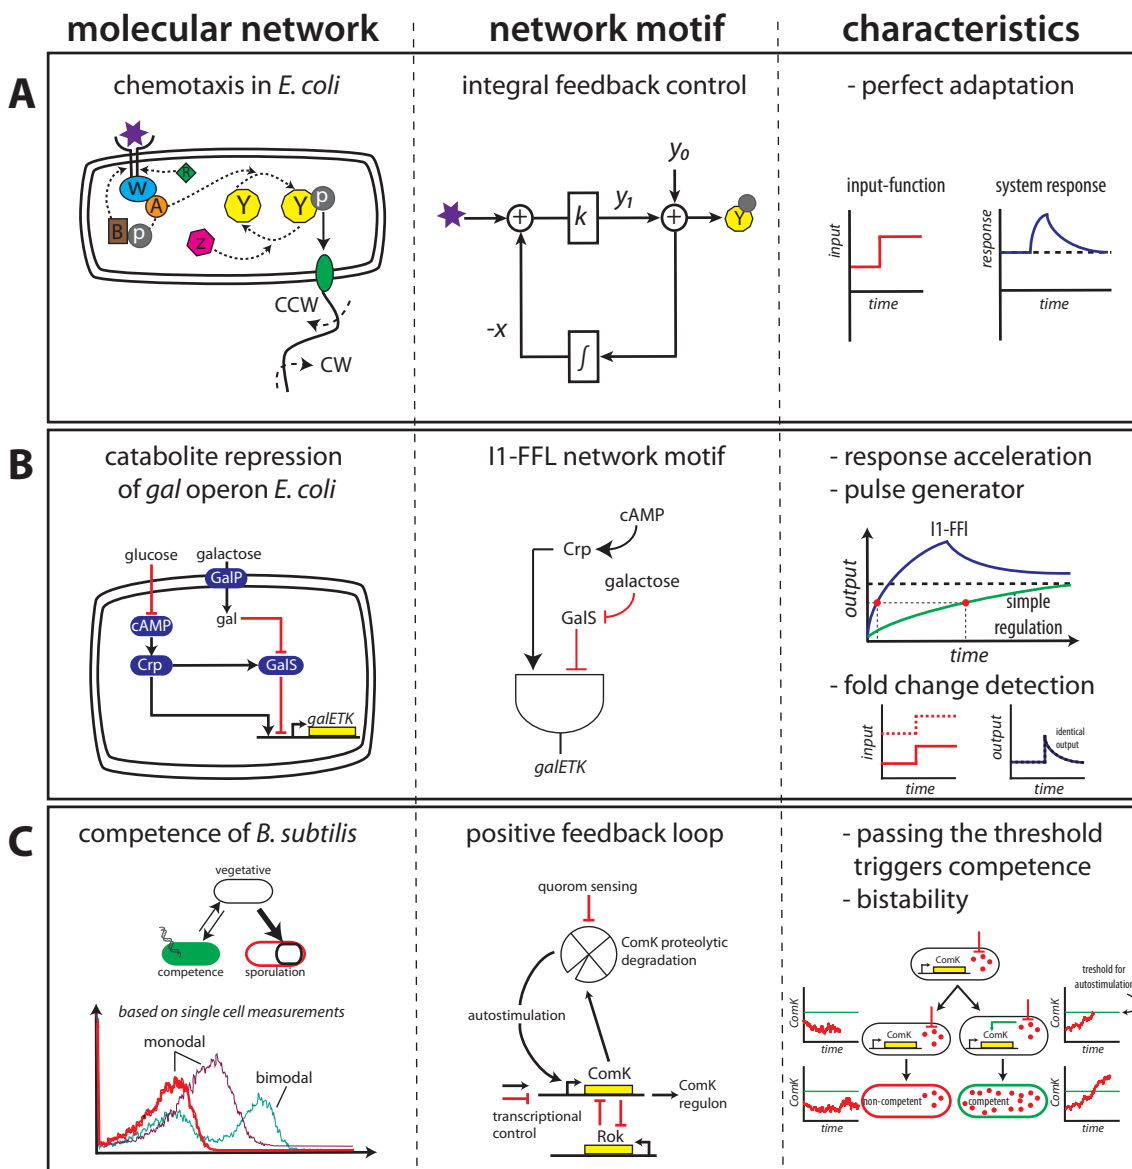 molecular network
network motif
characteristics
A
chemotaxis in E. coli
W
R
A
B
p
Y
Y
p
z
CCW
CW
integral feedback control
y0
+
k
y1
+
Y
-x
∫
- perfect adaptation
input-function
input
time
system response
response
time
B
catabolite repression
of gal operon E. coli
glucose
galactose
GalP
cAMP
gal
Crp
GalS
galETK
I1-FFL network motif
cAMP
Crp
galactose
GalS
galETK
- response acceleration
- pulse generator
I1-FFl
output
simple
regulation
time
- fold change detection
input
time
output
identical
output
time
C
competence of B. subtilis
vegetative
competence
sporulation
based on single cell measurements
monodal
bimodal
positive feedback loop
quorom sensing
ComK proteolytic
degradation
autostimulation
ComK
ComK
regulon
transcriptional
control
Rok
- passing the threshold
triggers competence
- bistability
ComK
treshold for
autostimulation
ComK
time
ComK
ComK
ComK
time
ComK
time
non-competent
competent
ComK
time